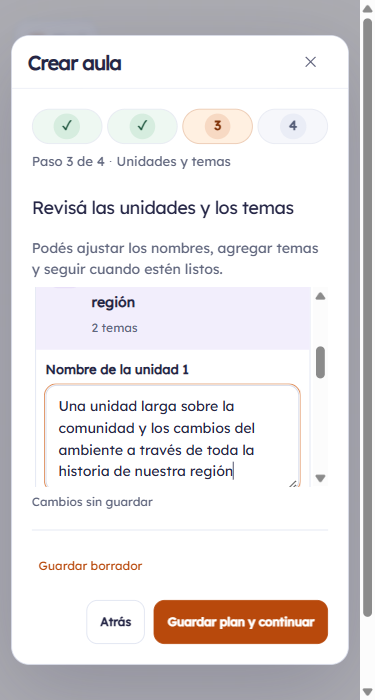 Crear aula
✓ ✓ 3 4
Paso 3 de 4 · Unidades y temas
Revisá las unidades y los temas
Podés ajustar los nombres, agregar temas
y seguir cuando estén listos.
región
2 temas
Nombre de la unidad 1
Una unidad larga sobre la
comunidad y los cambios del
ambiente a través de toda la
historia de nuestra región
Cambios sin guardar
Guardar borrador
Atrás
Guardar plan y continuar